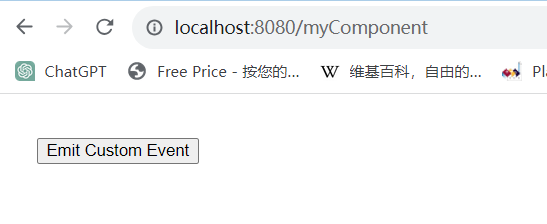 localhost:8080/myComponent
ChatGPT Free Price - 按您的... W 维基百科，自由的... Pl
Emit Custom Event